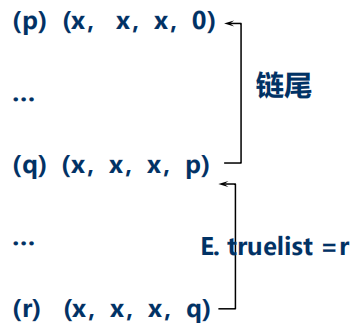 (p) (x, x, x, 0)
链尾
...
(q) (x, x, x, p)
...
E. truelist =r
(r) (x, x, x, q)